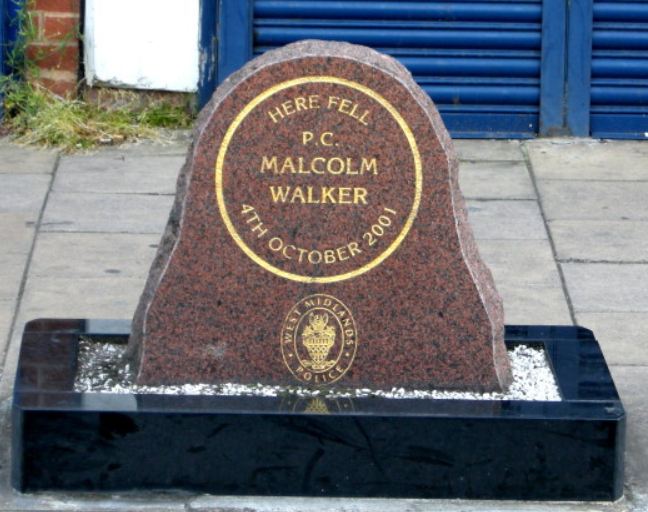 HERE FELL
P.C.
MALCOLM
WALKER
4TH OCTOBER 2001
WEST MIDLANDS
POLICE